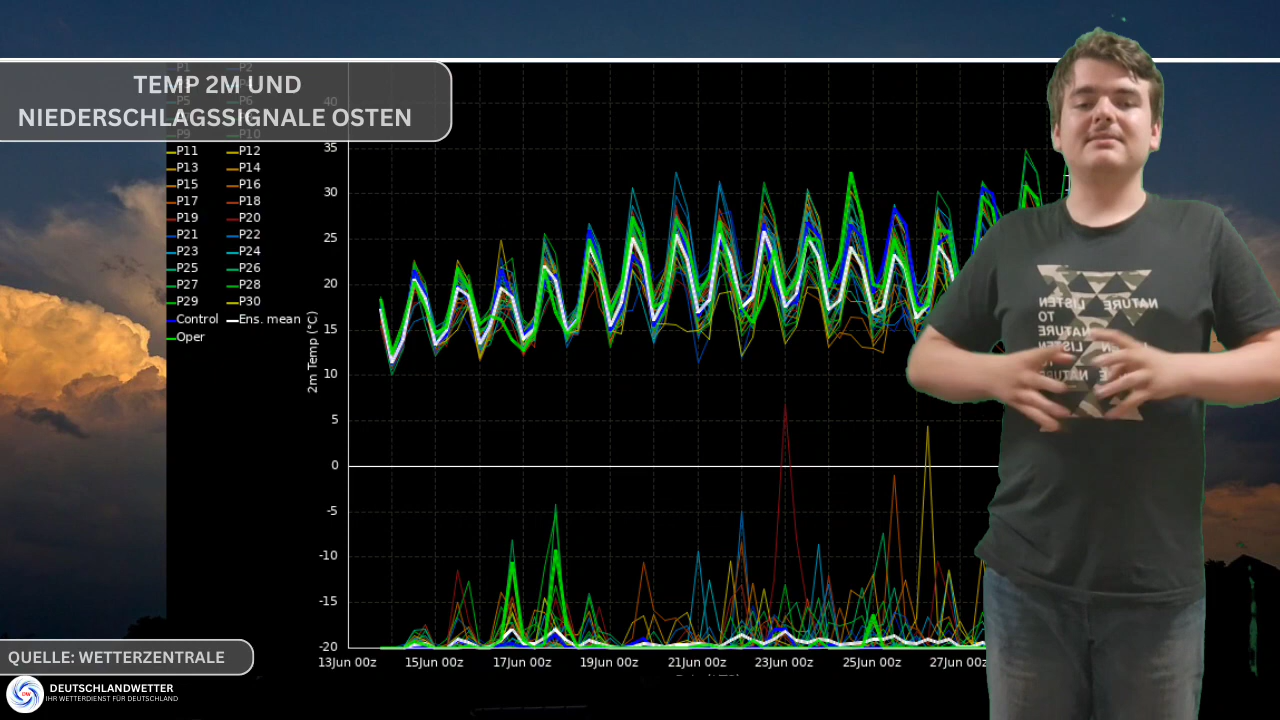 TEMP 2M UND
NIEDERSCHLAGSSIGNALE OSTEN
P1 P2
P5 P6
P9 P10
P11 P12
P13 P14
P15 P16
P17 P18
P19 P20
P21 P22
P23 P24
P25 P26
P27 P28
P29 P30
Control Ens. mean
Oper
2m Temp (°C)
40
35
30
25
20
15
10
5
0
-5
-10
-15
-20
13Jun 00z 15Jun 00z 17Jun 00z 19Jun 00z 21Jun 00z 23Jun 00z 25Jun 00z 27Jun 00z
NATURE
LISTEN
TO
NATURE
LISTEN
QUELLE: WETTERZENTRALE
DEUTSCHLANDWETTER
IHR WETTERDIENST FÜR DEUTSCHLAND